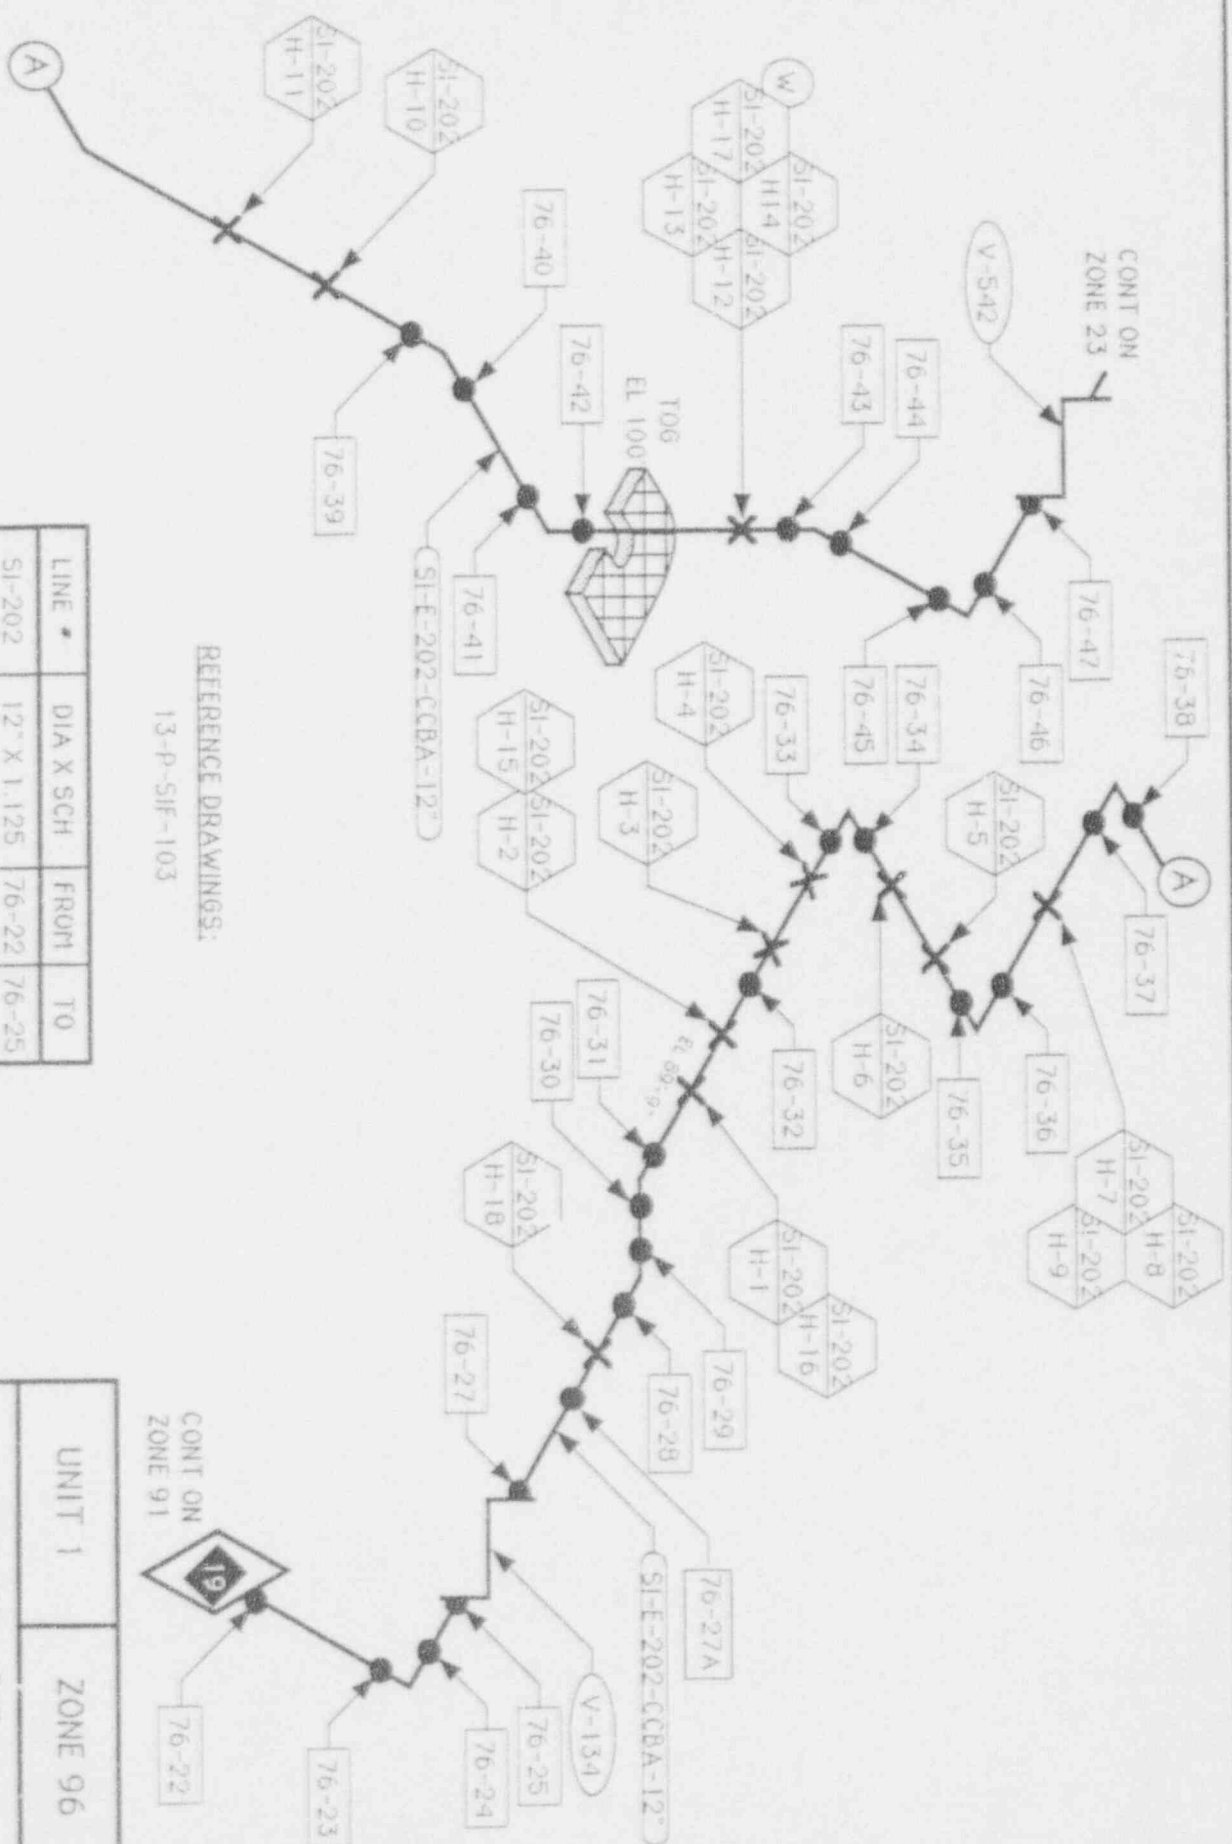 CONT ON
ZONE 23
V-542
76-47
76-46
76-45
76-44
76-43
W
SI-202
H-17
SI-202
H14
SI-202
H-13
SI-202
H-12
TOG
EL 100'
76-42
76-41
76-40
76-39
SI-E-202-CCBA-12"
SI-202
H-10
SI-202
H-11
A
76-38
A
76-37
SI-202
H-7
SI-202
H-8
SI-202
H-9
76-36
76-35
SI-202
H-5
SI-202
H-6
76-34
76-33
SI-202
H-4
SI-202
H-3
76-32
SI-202
H-15
SI-202
H-2
SI-202
H-1
SI-202
H-16
76-31
76-30
76-29
76-28
SI-202
H-18
76-27A
SI-E-202-CCBA-12"
76-27
V-134
76-25
76-24
76-23
76-22
CONT ON
ZONE 91
19
REFERENCE DRAWINGS:
13-P-SIF-103
LINE # DIA X SCH FROM TO
SI-202 12" X 1.125 76-22 76-25
UNIT 1 ZONE 96